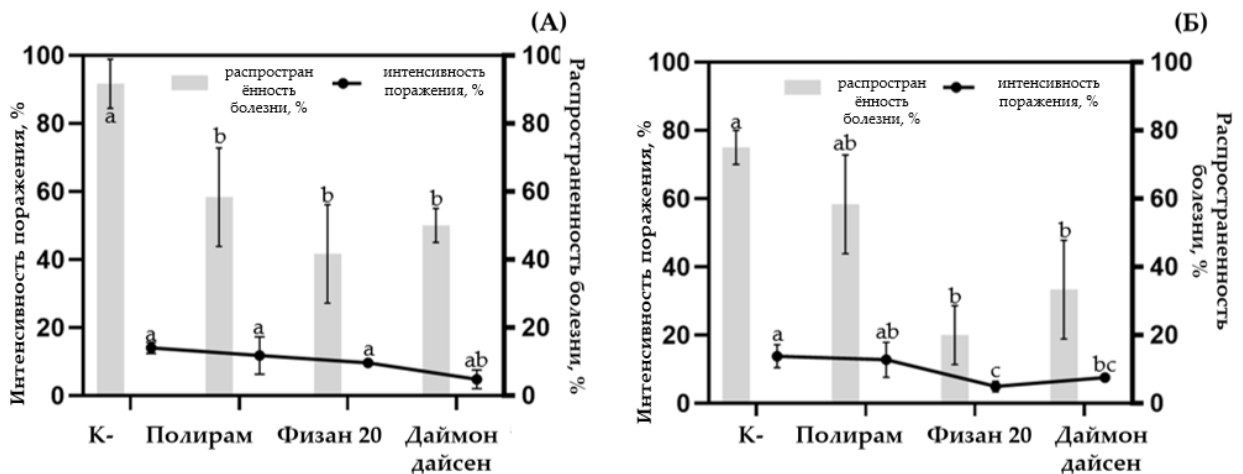 (А)
Интенсивность поражения, %
100
80
60
40
20
0
распростран
ённость
болезни, %
интенсивность
поражения, %
a
b
b
b
a
a
a
ab
100
80
60
40
20
0
Распространенность болезни, %
К-
Полирам
Физан 20
Даймон
дайсен
(Б)
Интенсивность поражения, %
100
80
60
40
20
0
распростран
ённость
болезни, %
интенсивность
поражения, %
a
ab
b
b
a
ab
c
bc
100
80
60
40
20
0
Распространенность
болезни, %
К-
Полирам
Физан 20
Даймон
дайсен